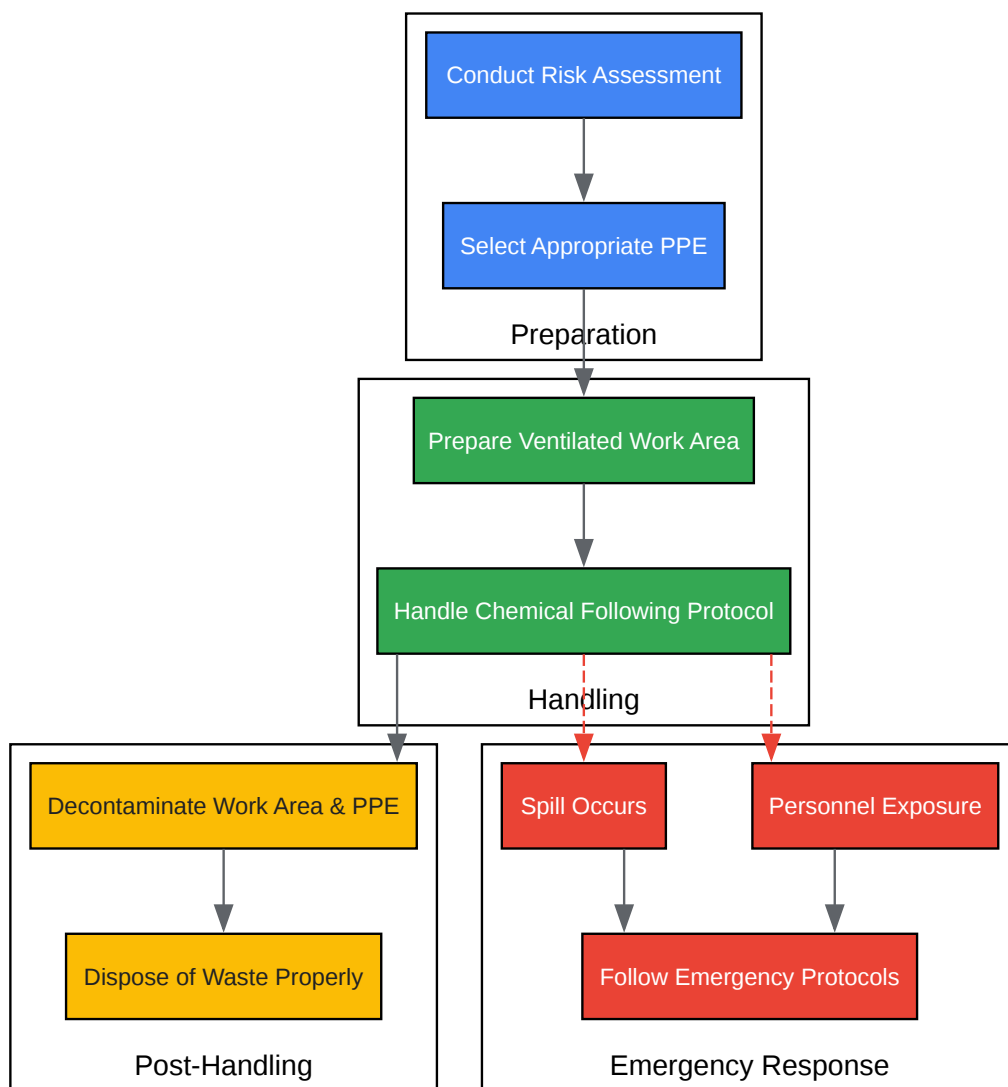 Conduct Risk Assessment
Select Appropriate PPE
Preparation
Prepare Ventilated Work Area
Handle Chemical Following Protocol
Handling
Decontaminate Work Area & PPE
Spill Occurs
Personnel Exposure
Dispose of Waste Properly
Follow Emergency Protocols
Post-Handling
Emergency Response